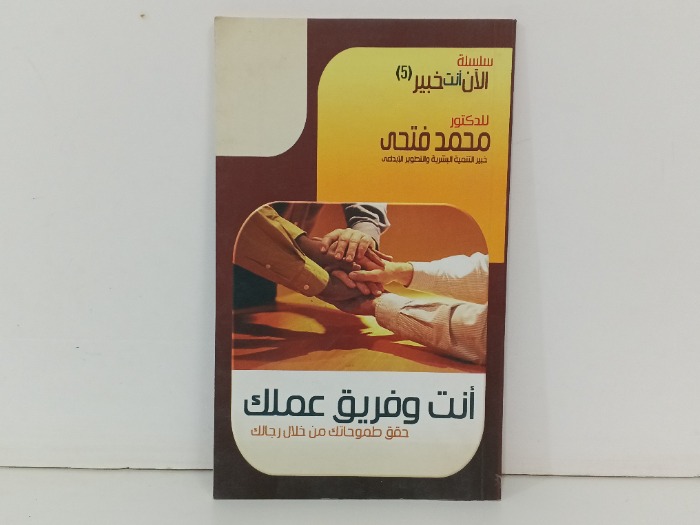 سلسلة
الآن أنت خبير (5)
للدكتور
محمد فتحى
خبير التنمية البشرية والتطوير الإبداعى
أنت وفريق عملك
حقق طموحاتك من خلال رجالك